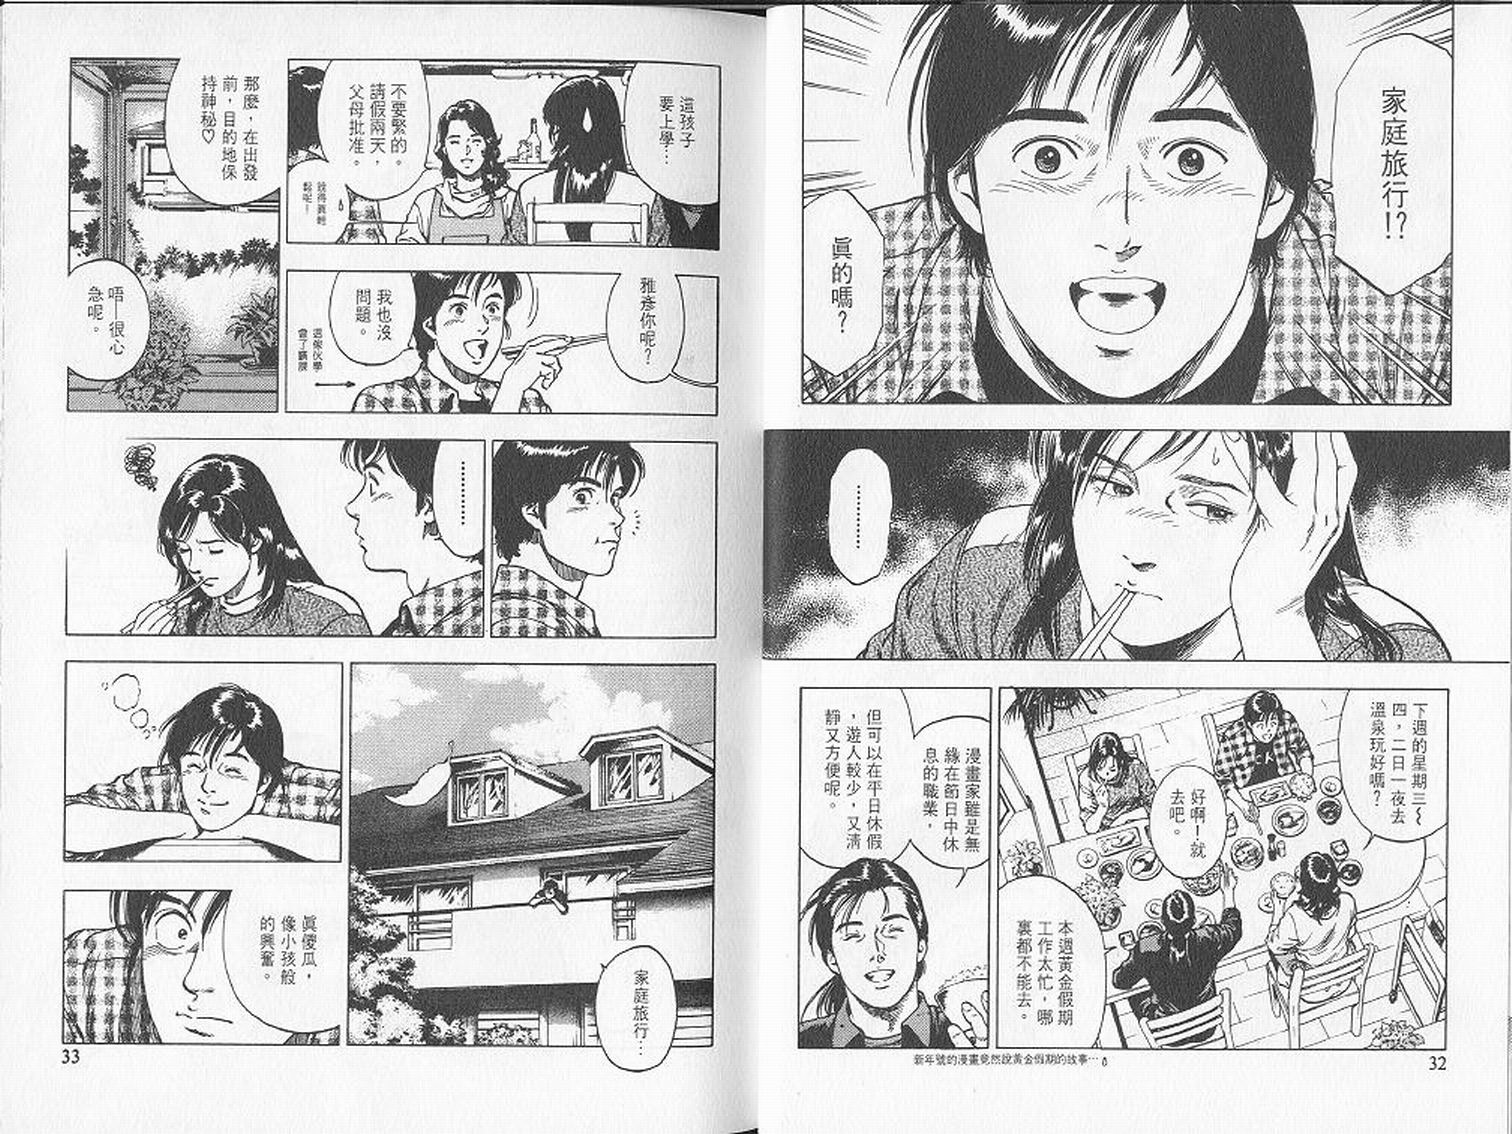 家庭旅行!?
真的嗎？
………
下週的星期三~
四，二日一夜去
溫泉玩好嗎？
好啊！就
去吧。
本週黃金假期
工作太忙，哪
裏都不能去。
漫畫家雖是無
緣在節日中休
息的職業，
但可以在平日休假
，遊人較少，又清
靜又方便呢。
新年號的漫畫竟然說黃金假期的故事…
32
這孩子
要上學…
不要緊的。
請假兩天，
父母批准。
說得真輕
鬆呢！
雅彥你呢？
我也沒
問題。
這傢伙學
會了蹺課
那麼，在出發
前，目的地保
持神秘♡
唔—很心
急呢。
………
家庭旅行…
真傻瓜，
像小孩般
的興奮。
33